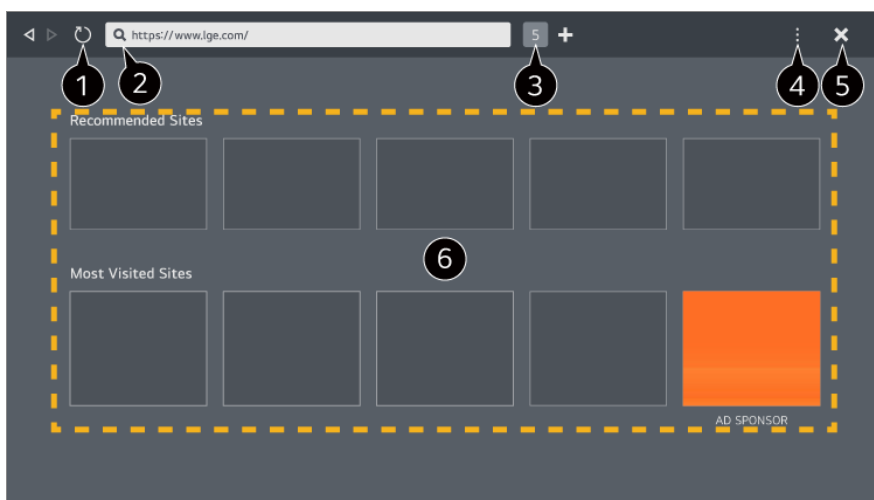 https://www.lge.com/ 5
1 2 3 4 5
Recommended Sites
6
Most Visited Sites
AD SPONSOR